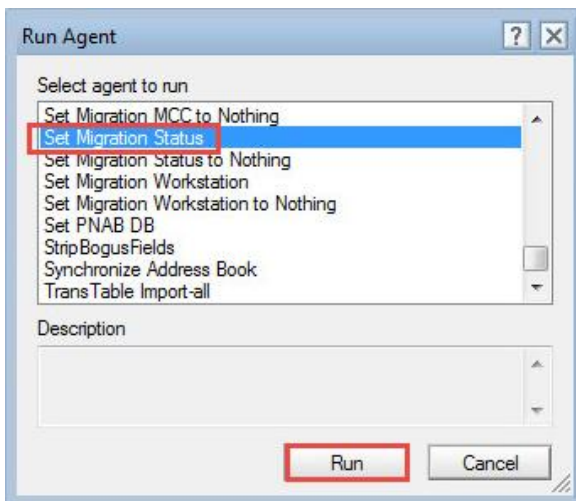 Run Agent
?
Select agent to run
Set Migration MCC to Nothing
Set Migration Status
Set Migration Status to Nothing
Set Migration Workstation
Set Migration Workstation to Nothing
Set PNAB DB
StripBogusFields
Synchronize Address Book
TransTable Import-all
Description
Run Cancel